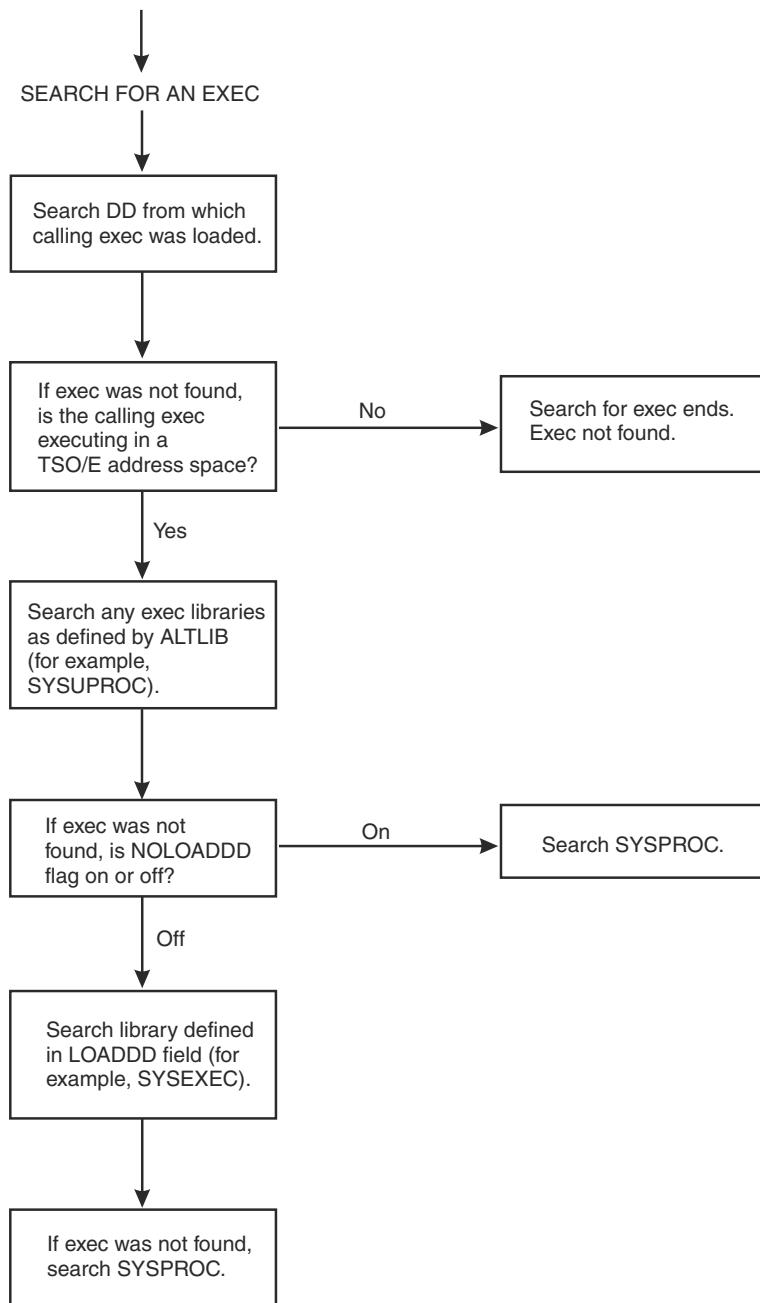 SEARCH FOR AN EXEC
Search DD from which
calling exec was loaded.
If exec was not found,
is the calling exec
executing in a
TSO/E address space?
No
Search for exec ends.
Exec not found.
Yes
Search any exec libraries
as defined by ALTLIB
(for example,
SYSUPROC).
If exec was not
found, is NOLOADDD
flag on or off?
On
Search SYSPROC.
Off
Search library defined
in LOADDD field (for
example, SYSEXEC).
If exec was not found,
search SYSPROC.